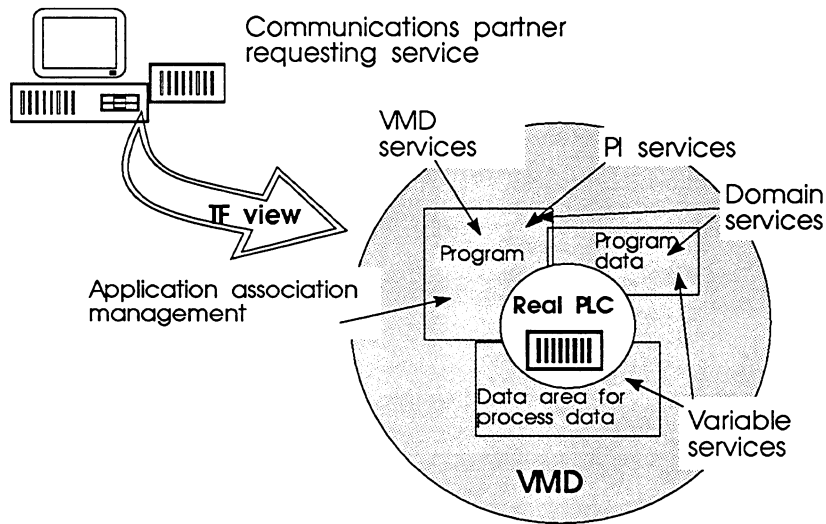 Communications partner
requesting service
VMD
services
PI services
Domain
services
TF view
Program
Program
data
Application association
management
Real PLC
Data area for
process data
Variable
services
VMD